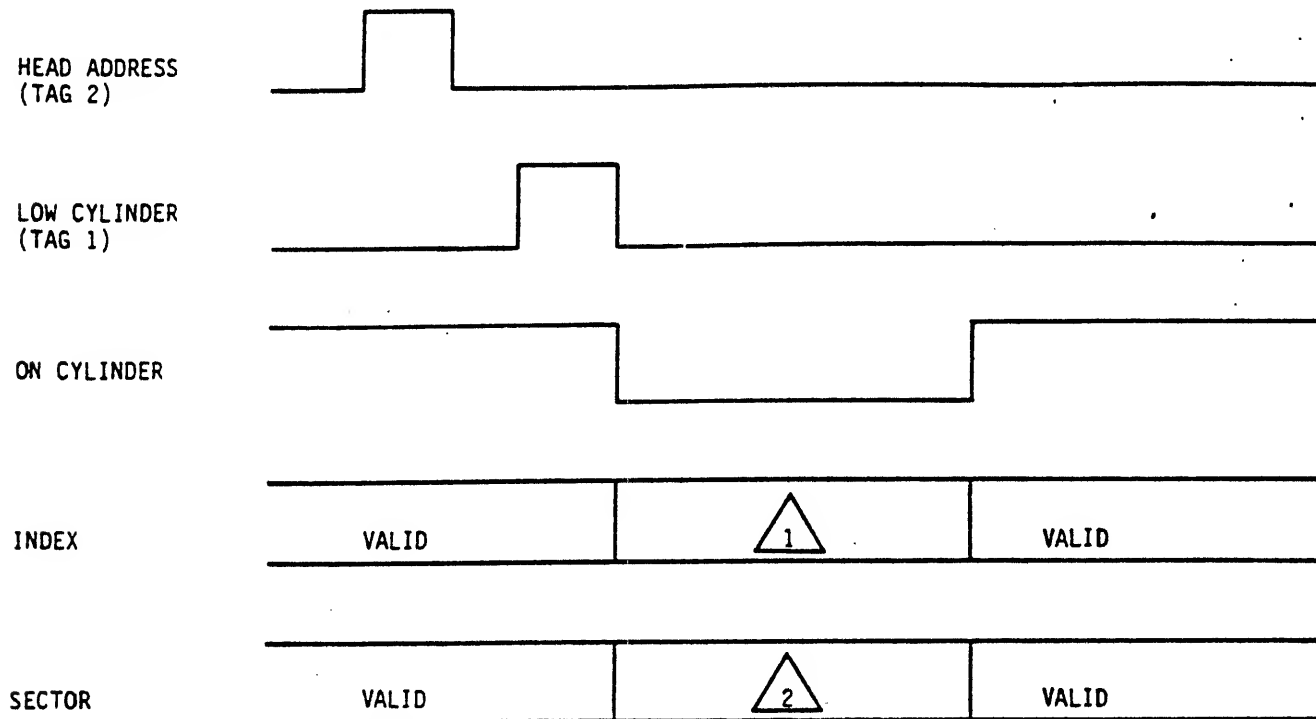 HEAD ADDRESS
(TAG 2)
LOW CYLINDER
(TAG 1)
ON CYLINDER
INDEX VALID 1 VALID
SECTOR VALID 2 VALID